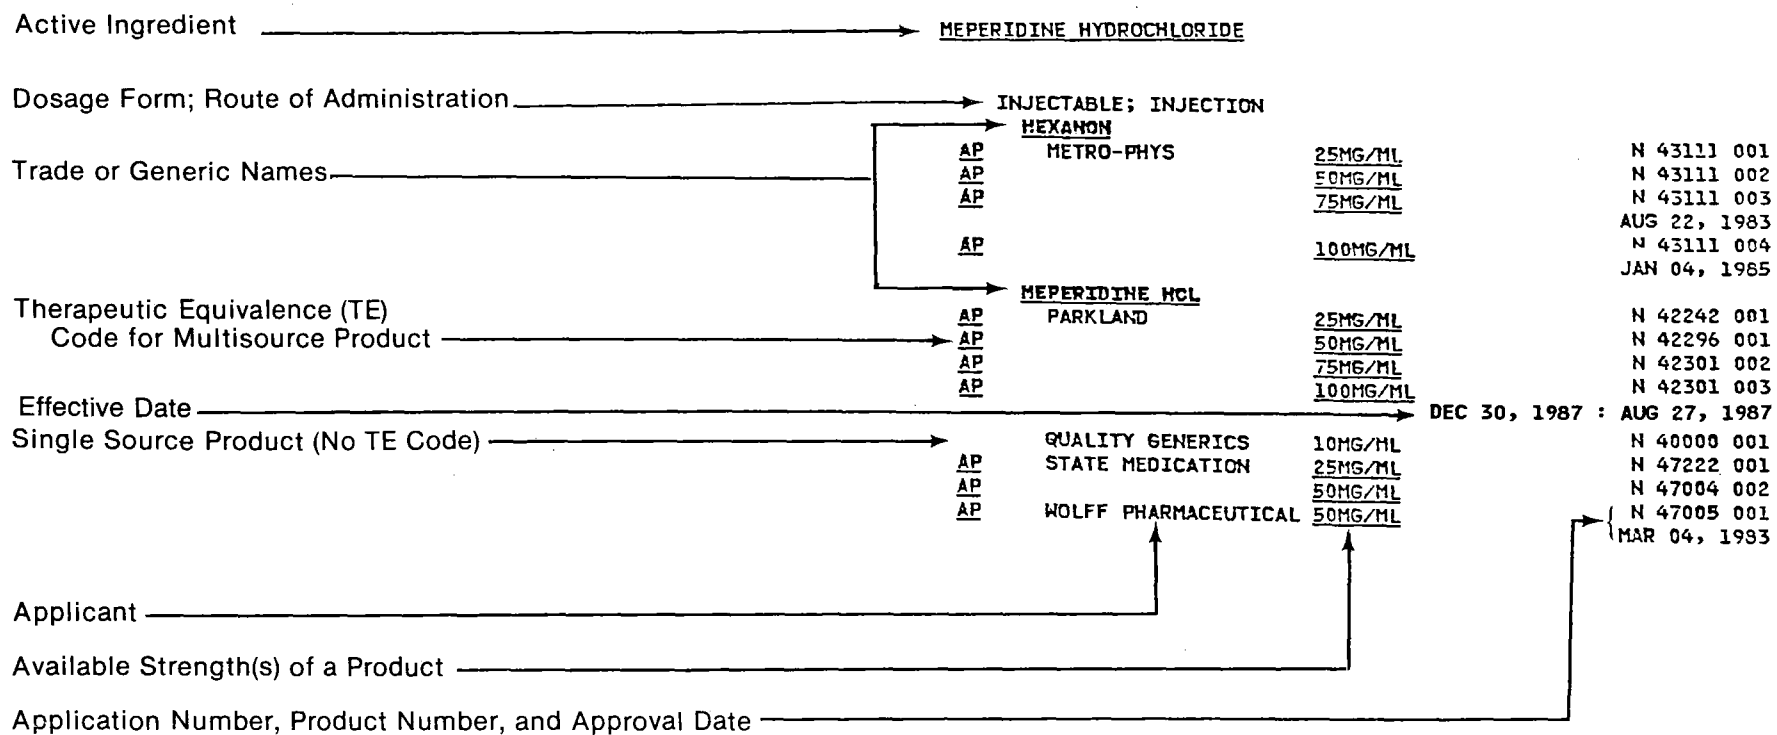 Active Ingredient MEPERIDINE HYDROCHLORIDE
Dosage Form; Route of Administration INJECTABLE; INJECTION
HEXANON
AP METRO-PHYS 25MG/ML N 43111 001
Trade or Generic Names AP 50MG/ML N 43111 002
AP 75MG/ML N 43111 003
AUG 22, 1983
AP 100MG/ML N 43111 004
JAN 04, 1985
MEPERIDINE HCL
Therapeutic Equivalence (TE) AP PARKLAND 25MG/ML N 42242 001
Code for Multisource Product AP 50MG/ML N 42296 001
AP 75MG/ML N 42301 002
AP 100MG/ML N 42301 003
Effective Date DEC 30, 1987 : AUG 27, 1987
Single Source Product (No TE Code) QUALITY GENERICS 10MG/ML N 40000 001
AP STATE MEDICATION 25MG/ML N 47222 001
AP 50MG/ML N 47004 002
AP WOLFF PHARMACEUTICAL 50MG/ML N 47005 001
MAR 04, 1983
Applicant
Available Strength(s) of a Product
Application Number, Product Number, and Approval Date